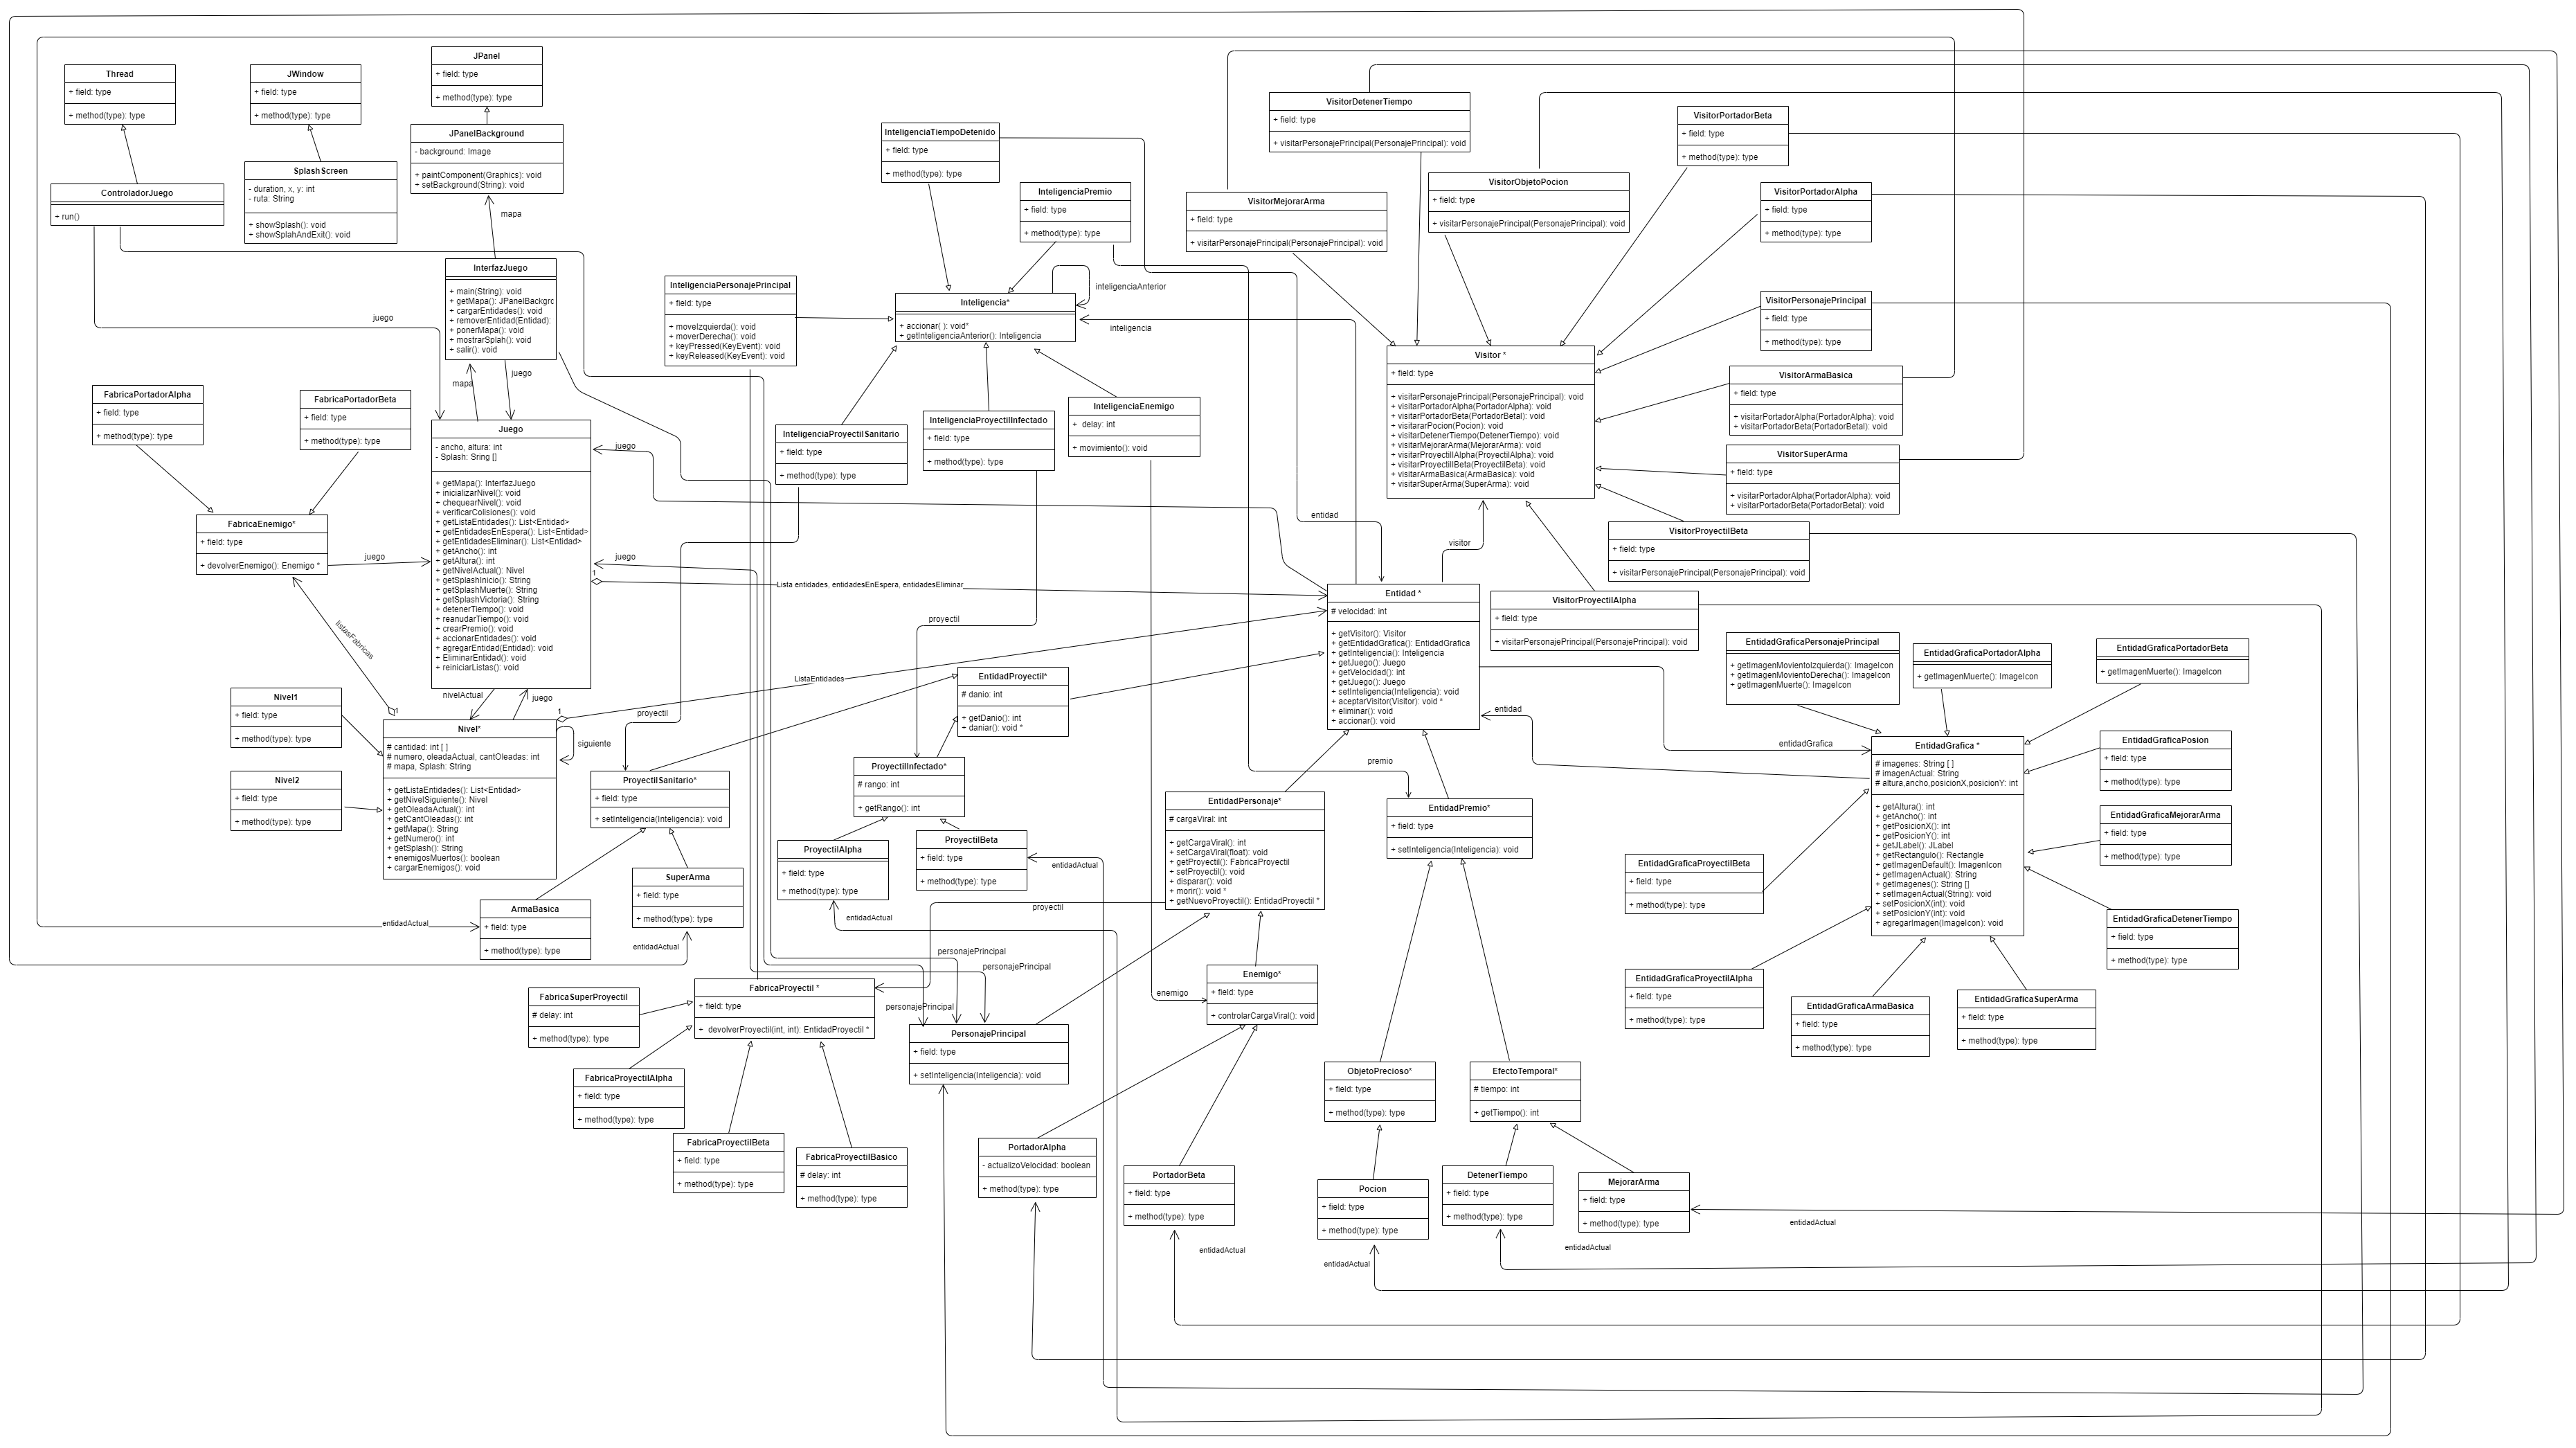 JPanel
+ field: type
+ method(type): type
Thread
+ field: type
+ method(type): type
JWindow
+ field: type
+ method(type): type
JPanelBackground
- background: Image
+ paintComponent(Graphics): void
+ setBackground(String): void
SplashScreen
- duration, x, y: int
- ruta: String
+ showSplash(): void
+ showSplahAndExit(): void
ControladorJuego
+ run()
mapa
InterfazJuego
+ main(String): void
+ getMapa(): JPanelBackgrc
+ cargarEntidades(): void
+ removerEntidad(Entidad):
+ ponerMapa(): void
+ mostrarSplah(): void
+ salir(): void
juego
mapa
juego
InteligenciaTiempoDetenido
+ field: type
+ method(type): type
InteligenciaPremio
+ field: type
+ method(type): type
InteligenciaPersonajePrincipal
+ field: type
+ moveIzquierda(): void
+ moverDerecha(): void
+ keyPressed(KeyEvent): void
+ keyReleased(KeyEvent): void
Inteligencia*
+ accionar( ): void*
+ getInteligenciaAnterior(): Inteligencia
inteligenciaAnterior
inteligencia
VisitorDetenerTiempo
+ field: type
+ visitarPersonajePrincipal(PersonajePrincipal): void
VisitorPortadorBeta
+ field: type
+ method(type): type
VisitorObjetoPocion
+ field: type
+ visitarPersonajePrincipal(PersonajePrincipal): void
VisitorMejorarArma
+ field: type
+ visitarPersonajePrincipal(PersonajePrincipal): void
VisitorPortadorAlpha
+ field: type
+ method(type): type
VisitorPersonajePrincipal
+ field: type
+ method(type): type
Visitor *
+ field: type
+ visitarPersonajePrincipal(PersonajePrincipal): void
+ visitarPortadorAlpha(PortadorAlpha): void
+ visitarPortadorBeta(PortadorBetal): void
+ visitararPocion(Pocion): void
+ visitarDetenerTiempo(DetenerTiempo): void
+ visitarMejorarArma(MejorarArma): void
+ visitarProyectilAlpha(ProyectilAlpha): void
+ visitarProyectilBeta(ProyectilBeta): void
+ visitarArmaBasica(ArmaBasica): void
+ visitarSuperArma(SuperArma): void
VisitorArmaBasica
+ field: type
+ visitarPortadorAlpha(PortadorAlpha): void
+ visitarPortadorBeta(PortadorBetal): void
VisitorSuperArma
+ field: type
+ visitarPortadorAlpha(PortadorAlpha): void
+ visitarPortadorBeta(PortadorBetal): void
VisitorProyectilBeta
+ field: type
+ visitarPersonajePrincipal(PersonajePrincipal): void
VisitorProyectilAlpha
+ field: type
+ visitarPersonajePrincipal(PersonajePrincipal): void
FabricaPortadorAlpha
+ field: type
+ method(type): type
FabricaPortadorBeta
+ field: type
+ method(type): type
FabricaEnemigo*
+ field: type
+ devolverEnemigo(): Enemigo *
juego
Juego
- ancho, altura: int
- Splash: String []
+ getMapa(): InterfazJuego
+ inicializarNivel(): void
+ chequearNivel(): void
+ verificarColisiones(): void
+ getListaEntidades(): List<Entidad>
+ getEntidadesEnEspera(): List<Entidad>
+ getEntidadesEliminar(): List<Entidad>
+ getAncho(): int
+ getAltura(): int
+ getNivelActual(): Nivel
+ getSplashInicio(): String
+ getSplashMuerte(): String
+ getSplashVictoria(): String
+ detenerTiempo(): void
+ reanudarTiempo(): void
+ crearPremio(): void
+ accionarEntidades(): void
+ agregarEntidad(Entidad): void
+ EliminarEntidad(): void
+ reiniciarListas(): void
juego
juego
1
Lista entidades, entidadesEnEspera, entidadesEliminar
InteligenciaProyectilSanitario
+ field: type
+ method(type): type
InteligenciaProyectilInfectado
+ field: type
+ method(type): type
InteligenciaEnemigo
+  delay: int
+ movimiento(): void
entidad
visitor
proyectil
listasFabricas
1
nivelActual
juego
1
ListaEntidades
siguiente
Nivel1
+ field: type
+ method(type): type
Nivel2
+ field: type
+ method(type): type
Nivel*
# cantidad: int [ ]
# numero, oleadaActual, cantOleadas: int
# mapa, Splash: String
+ getListaEntidades(): List<Entidad>
+ getNivelSiguiente(): Nivel
+ getOleadaActual(): int
+ getCantOleadas(): int
+ getMapa(): String
+ getNumero(): int
+ getSplash(): String
+ enemigosMuertos(): boolean
+ cargarEnemigos(): void
proyectil
EntidadProyectil*
# danio: int
+ getDanio(): int
+ daniar(): void *
ProyectilSanitario*
+ field: type
+ setInteligencia(Inteligencia): void
ProyectilInfectado*
# rango: int
+ getRango(): int
ProyectilAlpha
+ field: type
+ method(type): type
ProyectilBeta
+ field: type
+ method(type): type
entidadActual
entidadActual
SuperArma
+ field: type
+ method(type): type
ArmaBasica
+ field: type
+ method(type): type
entidadActual
entidadActual
Entidad *
# velocidad: int
+ getVisitor(): Visitor
+ getEntidadGrafica(): EntidadGrafica
+ getInteligencia(): Inteligencia
+ getJuego(): Juego
+ getVelocidad(): int
+ getJuego(): Juego
+ setInteligencia(Inteligencia): void
+ aceptarVisitor(Visitor): void *
+ eliminar(): void
+ accionar(): void
entidad
entidadGrafica
premio
EntidadGraficaPersonajePrincipal
+ getImagenMovientoIzquierda(): ImageIcon
+ getImagenMovientoDerecha(): ImageIcon
+ getImagenMuerte(): ImageIcon
EntidadGraficaPortadorAlpha
+ getImagenMuerte(): ImageIcon
EntidadGraficaPortadorBeta
+ getImagenMuerte(): ImageIcon
EntidadGrafica *
# imagenes: String [ ]
# imagenActual: String
# altura,ancho,posicionX,posicionY: int
+ getAltura(): int
+ getAncho(): int
+ getPosicionX(): int
+ getPosicionY(): int
+ getJLabel(): JLabel
+ getRectangulo(): Rectangle
+ getImagenDefault(): ImagenIcon
+ getImagenActual(): String
+ getImagenes(): String []
+ setImagenActual(String): void
+ setPosicionX(int): void
+ setPosicionY(int): void
+ agregarImagen(ImageIcon): void
EntidadGraficaPosion
+ field: type
+ method(type): type
EntidadGraficaMejorarArma
+ field: type
+ method(type): type
EntidadGraficaDetenerTiempo
+ field: type
+ method(type): type
EntidadGraficaProyectilBeta
+ field: type
+ method(type): type
EntidadGraficaProyectilAlpha
+ field: type
+ method(type): type
EntidadGraficaArmaBasica
+ field: type
+ method(type): type
EntidadGraficaSuperArma
+ field: type
+ method(type): type
EntidadPersonaje*
# cargaViral: int
+ getCargaViral(): int
+ setCargaViral(float): void
+ getProyectil(): FabricaProyectil
+ setProyectil(): void
+ disparar(): void
+ morir(): void *
+ getNuevoProyectil(): EntidadProyectil *
EntidadPremio*
+ field: type
+ setInteligencia(Inteligencia): void
proyectil
personajePrincipal
personajePrincipal
personajePrincipal
enemigo
Enemigo*
+ field: type
+ controlarCargaViral(): void
FabricaProyectil *
+ field: type
+  devolverProyectil(int, int): EntidadProyectil *
FabricaSuperProyectil
# delay: int
+ method(type): type
FabricaProyectilAlpha
+ field: type
+ method(type): type
FabricaProyectilBeta
+ field: type
+ method(type): type
FabricaProyectilBasico
# delay: int
+ method(type): type
PersonajePrincipal
+ field: type
+ setInteligencia(Inteligencia): void
ObjetoPrecioso*
+ field: type
+ method(type): type
EfectoTemporal*
# tiempo: int
+ getTiempo(): int
PortadorAlpha
- actualizoVelocidad: boolean
+ method(type): type
PortadorBeta
+ field: type
+ method(type): type
Pocion
+ field: type
+ method(type): type
DetenerTiempo
+ field: type
+ method(type): type
MejorarArma
+ field: type
+ method(type): type
entidadActual
entidadActual
entidadActual
entidadActual